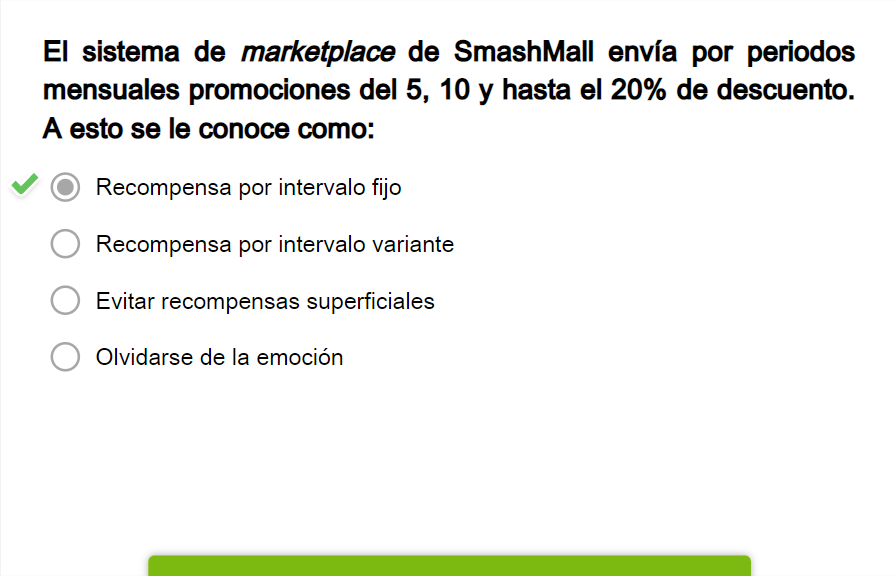 El sistema de marketplace de SmashMall envía por periodos
mensuales promociones del 5, 10 y hasta el 20% de descuento.
A esto se le conoce como:
Recompensa por intervalo fijo
Recompensa por intervalo variante
Evitar recompensas superficiales
Olvidarse de la emoción